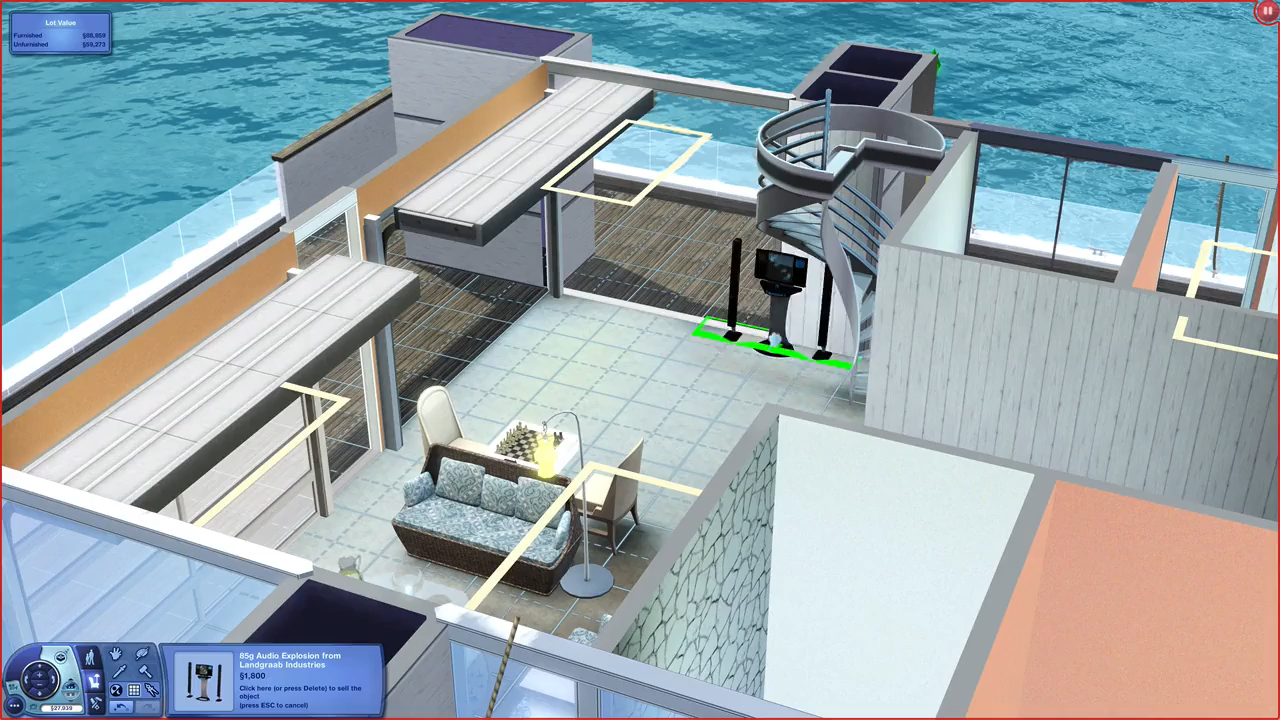 Lot Value
Furnished §88,659
Unfurnished §59,273
85g Audio Explosion from
Landgraab Industries
§1,800
Click here (or press Delete) to sell the
object
(press ESC to cancel)
§27,939